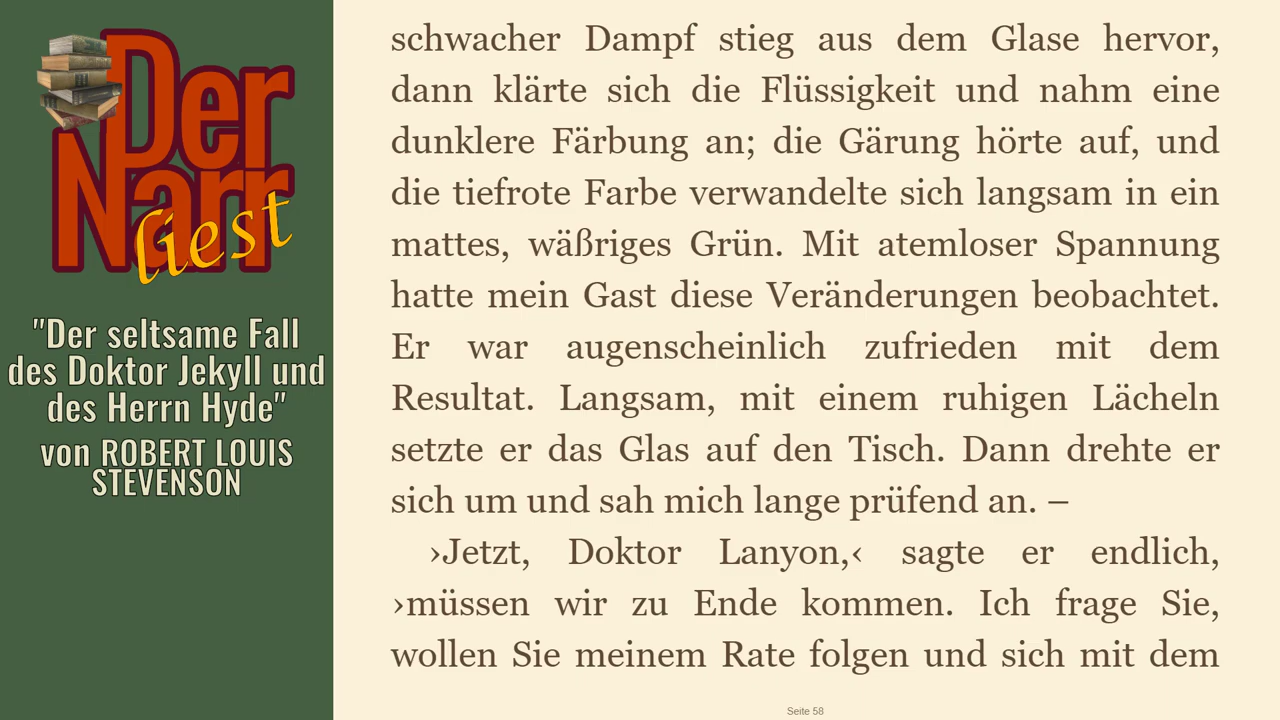 Der
Narr
liest
"Der seltsame Fall
des Doktor Jekyll und
des Herrn Hyde"
von ROBERT LOUIS
STEVENSON
schwacher Dampf stieg aus dem Glase hervor,
dann klärte sich die Flüssigkeit und nahm eine
dunklere Färbung an; die Gärung hörte auf, und
die tiefrote Farbe verwandelte sich langsam in ein
mattes, wäßriges Grün. Mit atemloser Spannung
hatte mein Gast diese Veränderungen beobachtet.
Er war augenscheinlich zufrieden mit dem
Resultat. Langsam, mit einem ruhigen Lächeln
setzte er das Glas auf den Tisch. Dann drehte er
sich um und sah mich lange prüfend an. –
›Jetzt, Doktor Lanyon,‹ sagte er endlich,
›müssen wir zu Ende kommen. Ich frage Sie,
wollen Sie meinem Rate folgen und sich mit dem
Seite 58